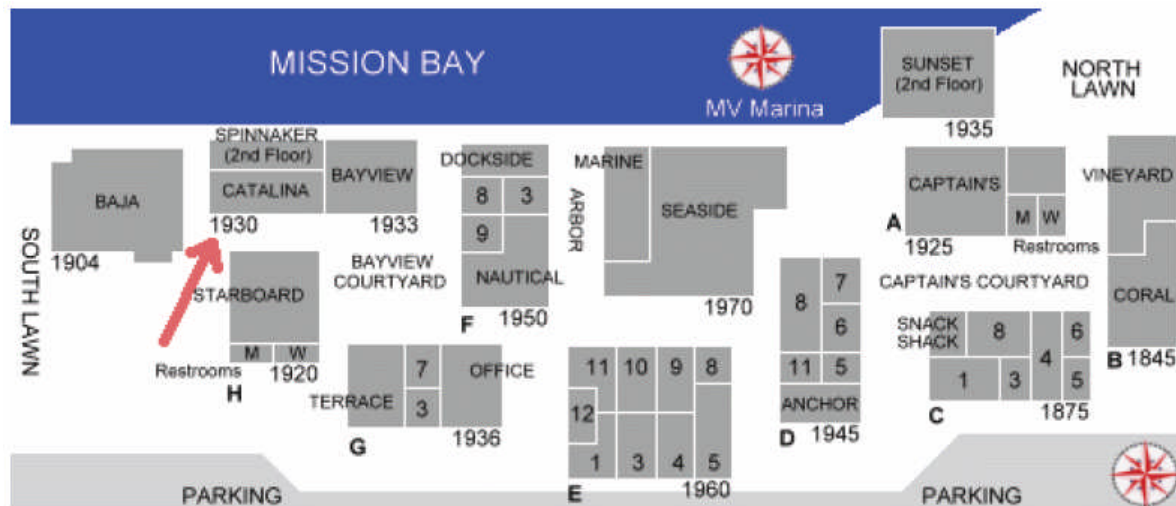 MISSION BAY
MV Marina
SUNSET
(2nd Floor)
1935
NORTH
LAWN
SPINNAKER
(2nd Floor)
CATALINA
1930
BAYVIEW
1933
BAJA
1904
SOUTH LAWN
STARBOARD
M W
Restrooms
1920
H
BAYVIEW
COURTYARD
DOCKSIDE
8 3
9
NAUTICAL
F 1950
ARBOR
MARINE
SEASIDE
1970
CAPTAIN'S
A
1925
M W
Restrooms
VINEYARD
CORAL
B 1845
CAPTAIN'S COURTYARD
SNACK
SHACK
8
4
6
1
3
5
C 1875
7
8
6
11 5
ANCHOR
D 1945
11 10 9 8
12
1 3 4 5
E 1960
TERRACE
7
3
OFFICE
G 1936
PARKING
PARKING